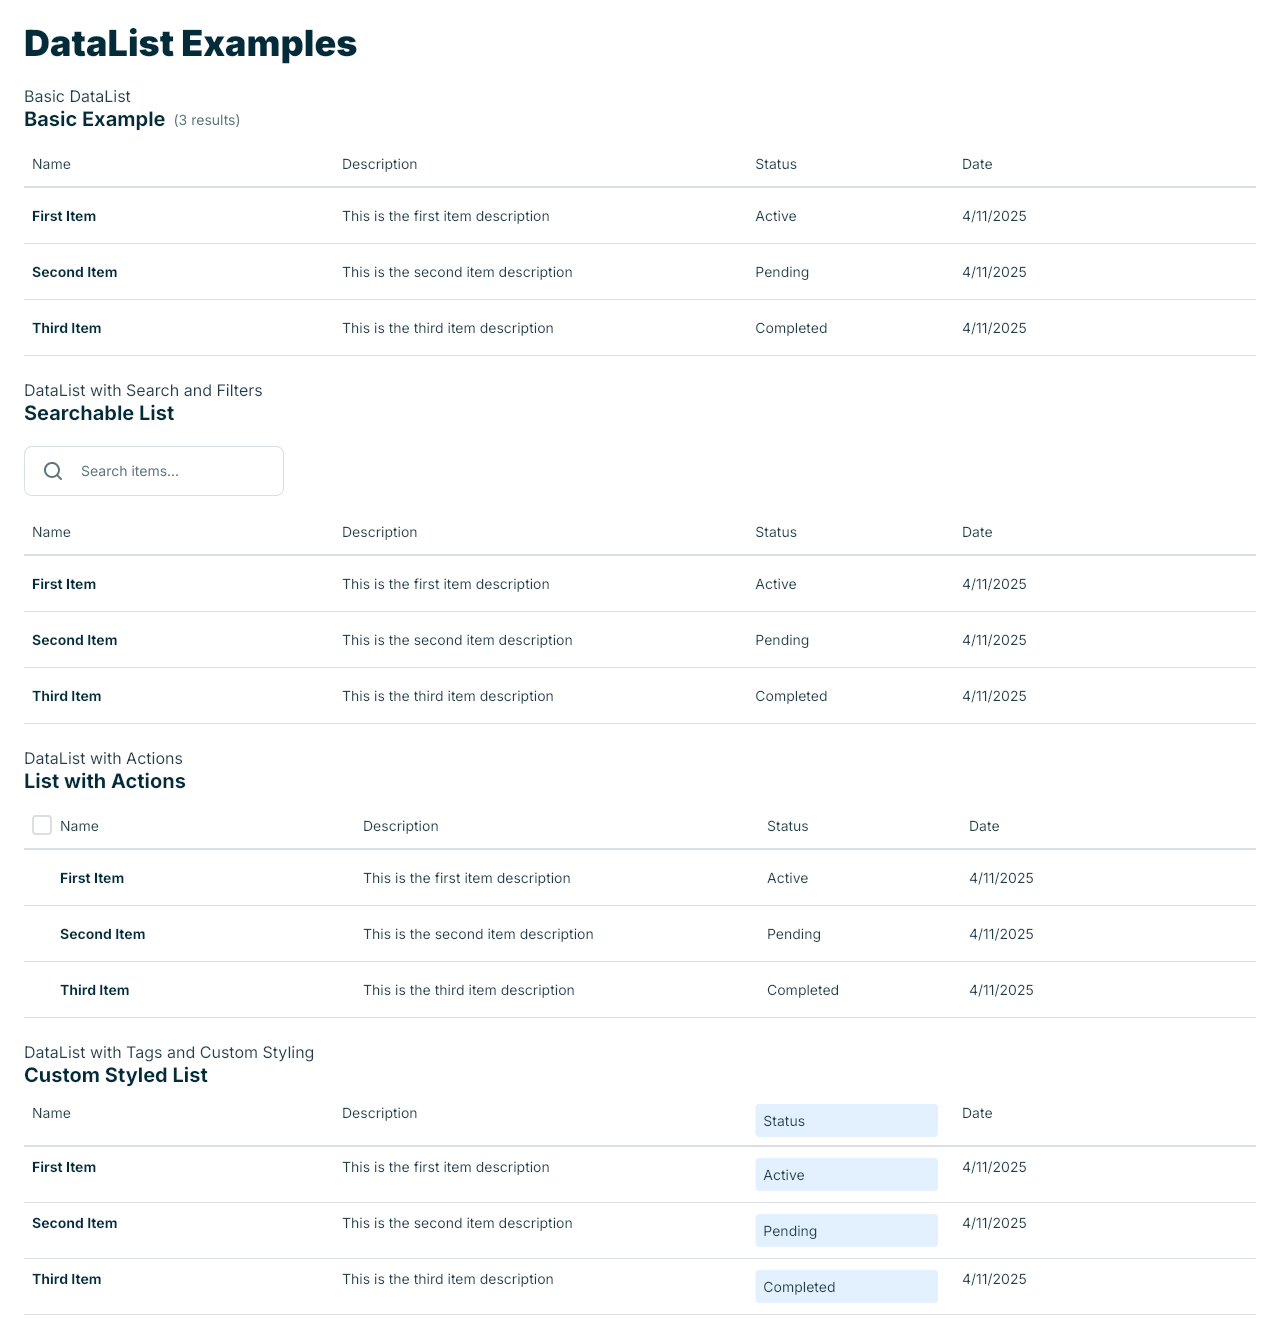 DataList Examples
Basic DataList
Basic Example (3 results)
Name Description Status Date
First Item This is the first item description Active 4/11/2025
Second Item This is the second item description Pending 4/11/2025
Third Item This is the third item description Completed 4/11/2025
DataList with Search and Filters
Searchable List
Search items...
Name Description Status Date
First Item This is the first item description Active 4/11/2025
Second Item This is the second item description Pending 4/11/2025
Third Item This is the third item description Completed 4/11/2025
DataList with Actions
List with Actions
Name Description Status Date
First Item This is the first item description Active 4/11/2025
Second Item This is the second item description Pending 4/11/2025
Third Item This is the third item description Completed 4/11/2025
DataList with Tags and Custom Styling
Custom Styled List
Name Description Status Date
First Item This is the first item description Active 4/11/2025
Second Item This is the second item description Pending 4/11/2025
Third Item This is the third item description Completed 4/11/2025